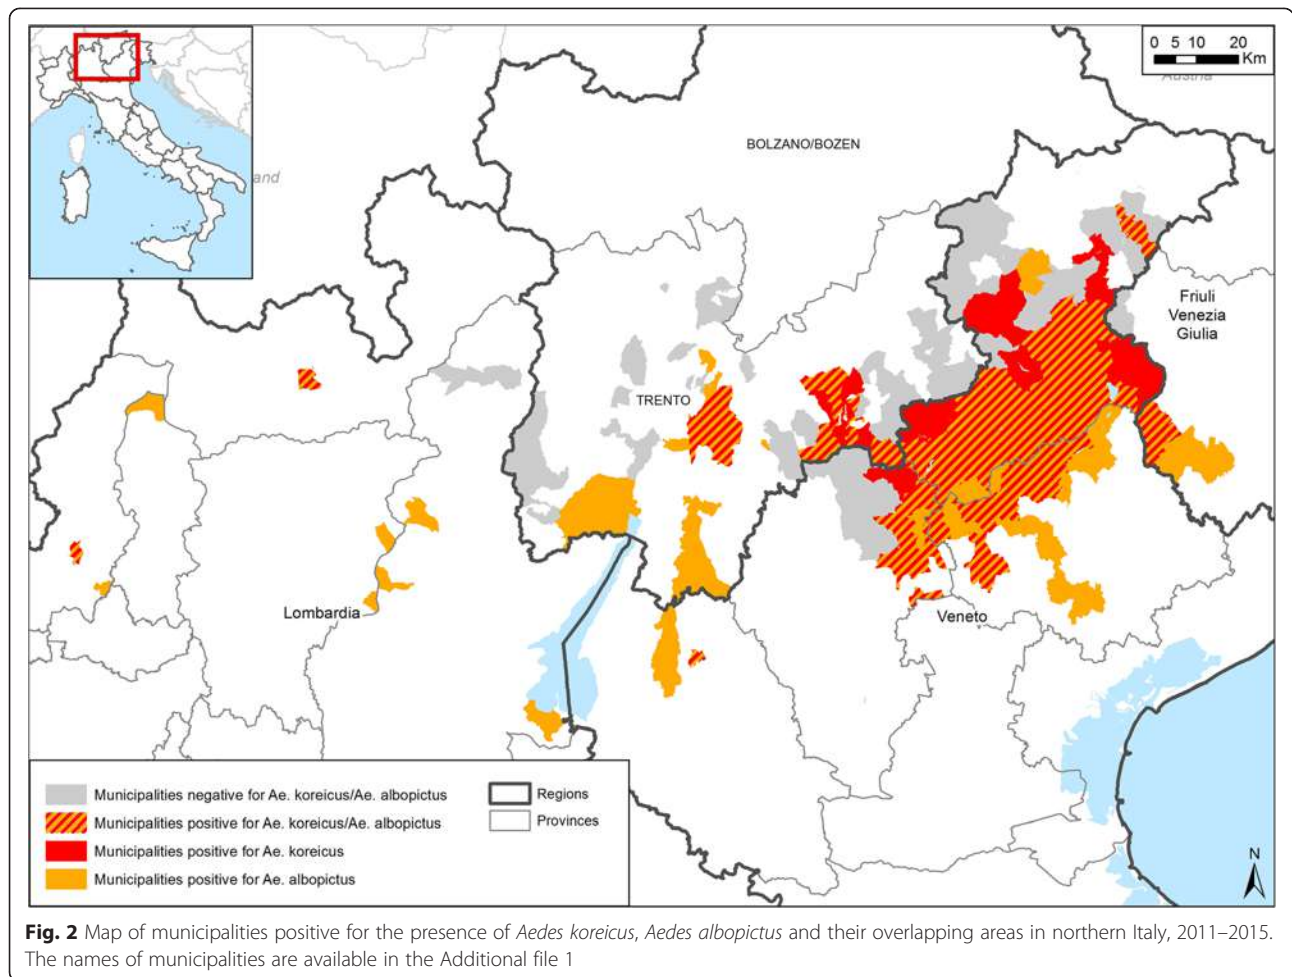 0 5 10 20
Km
Austria
BOLZANO/BOZEN
land
Friuli
Venezia
Giulia
TRENTO
Lombardia
Veneto
Municipalities negative for Ae. koreicus/Ae. albopictus
Municipalities positive for Ae. koreicus/Ae. albopictus
Municipalities positive for Ae. koreicus
Municipalities positive for Ae. albopictus
Regions
Provinces
N
Fig. 2 Map of municipalities positive for the presence of Aedes koreicus, Aedes albopictus and their overlapping areas in northern Italy, 2011–2015.
The names of municipalities are available in the Additional file 1